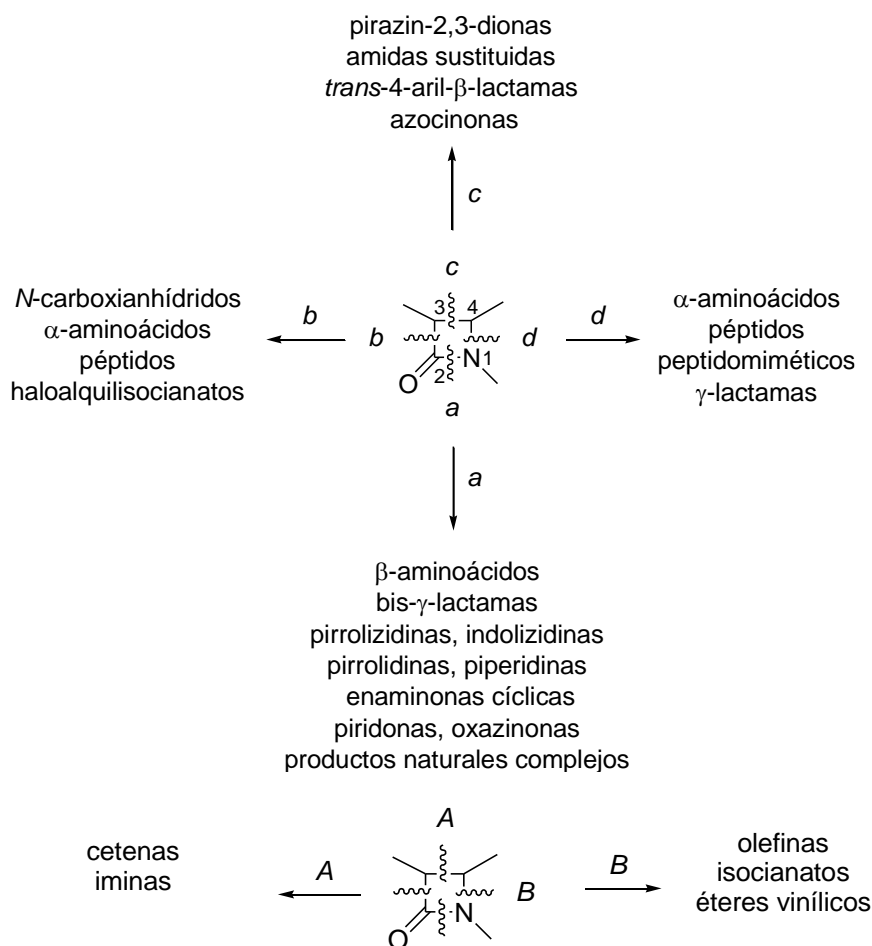 pirazin-2,3-dionas
amidas sustituidas
trans-4-aril-β-lactamas
azocinonas
c
c
N-carboxianhídridos
α-aminoácidos
péptidos
haloalquilisocianatos
b
b
3
4
O
2
N
1
d
d
α-aminoácidos
péptidos
peptidomiméticos
γ-lactamas
a
a
β-aminoácidos
bis-γ-lactamas
pirrolizidinas, indolizidinas
pirrolidinas, piperidinas
enaminonas cíclicas
piridonas, oxazinonas
productos naturales complejos
cetenas
iminas
A
A
O
N
B
B
olefinas
isocianatos
éteres vinílicos